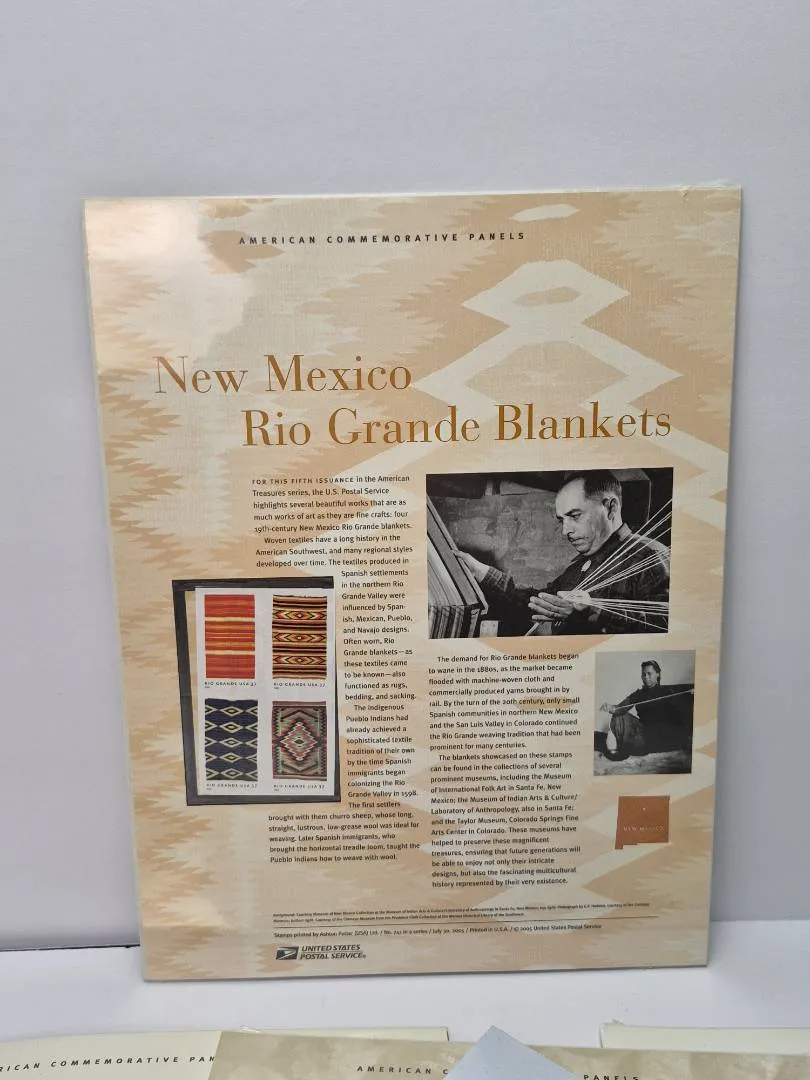 AMERICAN COMMEMORATIVE PANELS
New Mexico
Rio Grande Blankets
FOR THIS FIFTH ISSUANCE in the American
Treasures series, the U.S. Postal Service
highlights several beautiful works that are as
much works of art as they are fine crafts: four
19th-century New Mexico Rio Grande blankets.
Woven textiles have a long history in the
American Southwest, and many regional styles
developed over time. The textiles produced in
Spanish settlements
in the northern Rio
Grande Valley were
influenced by Span-
ish, Mexican, Pueblo,
and Navajo designs.
Often worn, Rio
Grande blankets—as
these textiles came
to be known—also
functioned as rugs,
bedding, and sacking.
The indigenous
Pueblo Indians had
already achieved a
sophisticated textile
tradition of their own
by the time Spanish
immigrants began
colonizing the Rio
Grande Valley in 1598.
The first settlers
brought with them churro sheep, whose long,
straight, lustrous, low-grease wool was ideal for
weaving. Later Spanish immigrants, who
brought the horizontal treadle loom, taught the
Pueblo Indians how to weave with wool.
RIO GRANDE USA 37
RIO GRANDE USA 37
RIO GRANDE USA 37
RIO GRANDE USA 37
The demand for Rio Grande blankets began
to wane in the 1880s, as the market became
flooded with machine-woven cloth and
commercially produced yarns brought in by
rail. By the turn of the 20th century, only small
Spanish communities in northern New Mexico
and the San Luis Valley in Colorado continued
the Rio Grande weaving tradition that had been
prominent for many centuries.
The blankets showcased on these stamps
can be found in the collections of several
prominent museums, including the Museum
of International Folk Art in Santa Fe, New
Mexico; the Museum of Indian Arts & Culture/
Laboratory of Anthropology, also in Santa Fe;
and the Taylor Museum, Colorado Springs Fine
Arts Center in Colorado. These museums have
helped to preserve these magnificent
treasures, ensuring that future generations will
be able to enjoy not only their intricate
designs, but also the fascinating multicultural
history represented by their very existence.
NEW MEXICO
Stamps printed by Ashton Potter (USA) Ltd. / No. 742 in a series / July 30, 2005 / Printed in U.S.A. / © 2005 United States Postal Service
UNITED STATES
POSTAL SERVICE®
RICAN COMMEMORATIVE PAN
AMERICAN C
PANELS